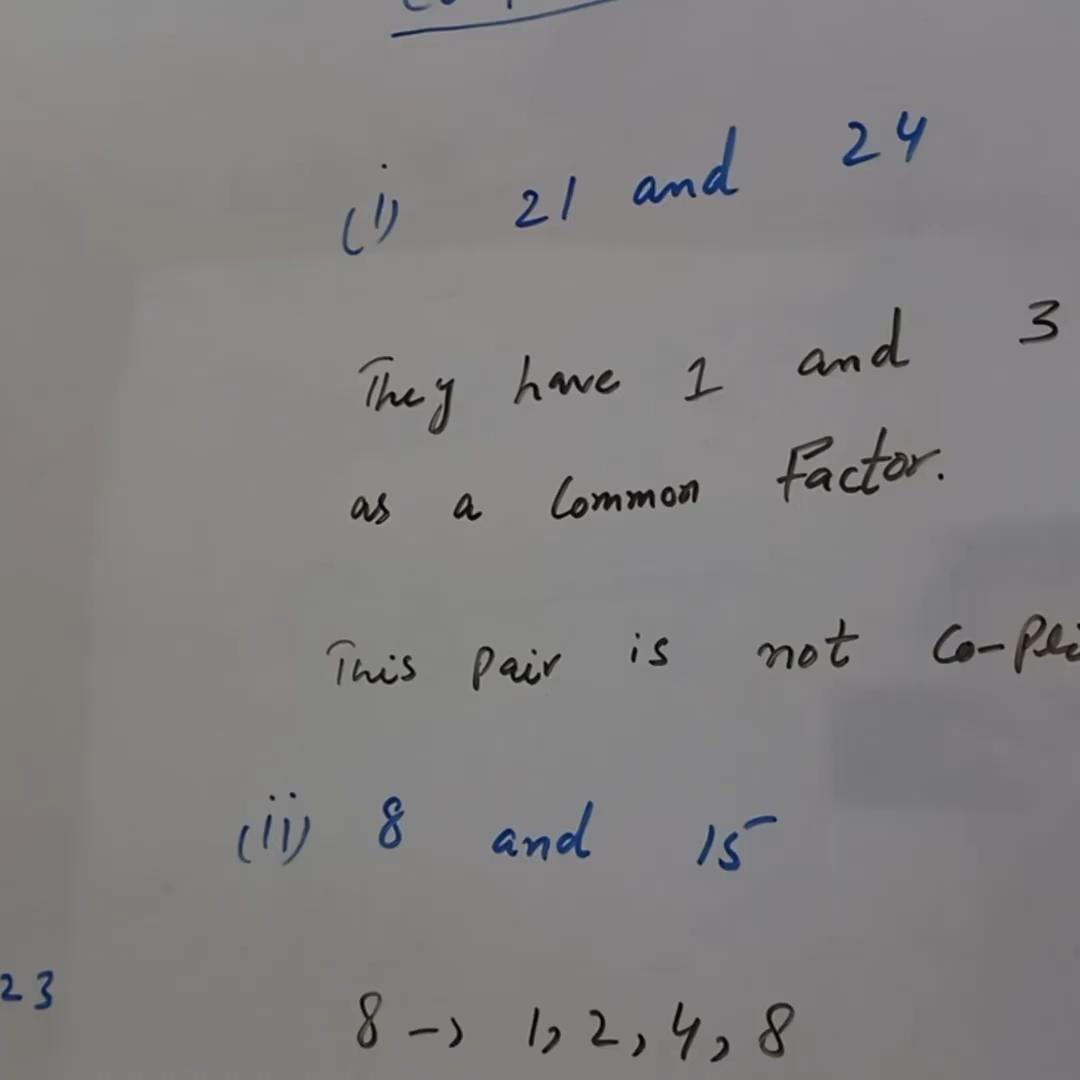 (i) 21 and 24
They have 1 and 3
as a Common Factor.
This pair is not
(ii) 8 and 15
23
8 → 1, 2, 4, 8